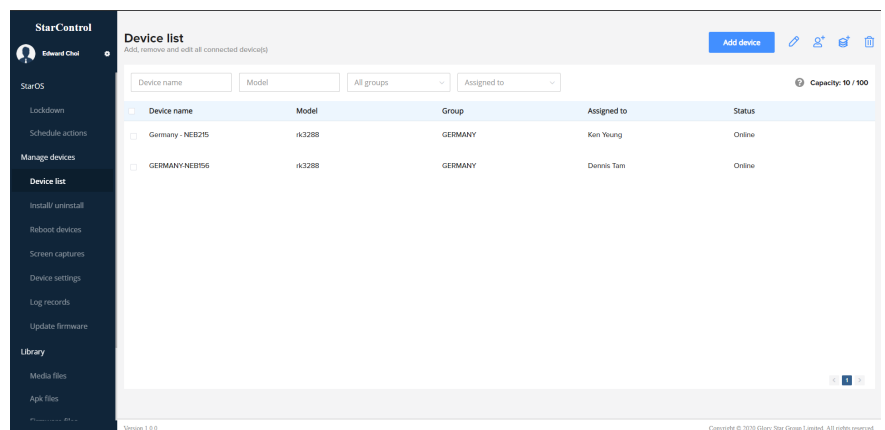 StarControl
Edward Choi
StarOS
Lockdown
Schedule actions
Manage devices
Device list
Install/ uninstall
Reboot devices
Screen captures
Device settings
Log records
Update firmware
Library
Media files
Apk files
Device list
Add, remove and edit all connected device(s)
Add device
Device name Model All groups Assigned to
Capacity: 10 / 100
Device name Model Group Assigned to Status
Germany - NEB215 rk3288 GERMANY Ken Yeung Online
GERMANY-NEB156 rk3288 GERMANY Dennis Tam Online
< 1 >
Version 1.0.0
Copyright © 2020 Glory Star Group Limited. All rights reserved.